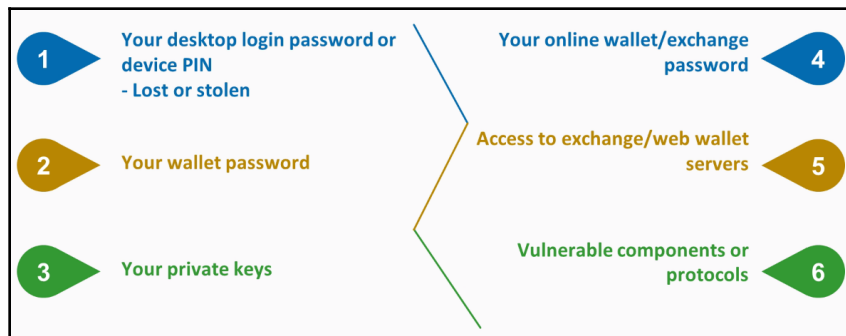 1
Your desktop login password or
device PIN
- Lost or stolen
2
Your wallet password
3
Your private keys
Your online wallet/exchange
password
4
Access to exchange/web wallet
servers
5
Vulnerable components or
protocols
6